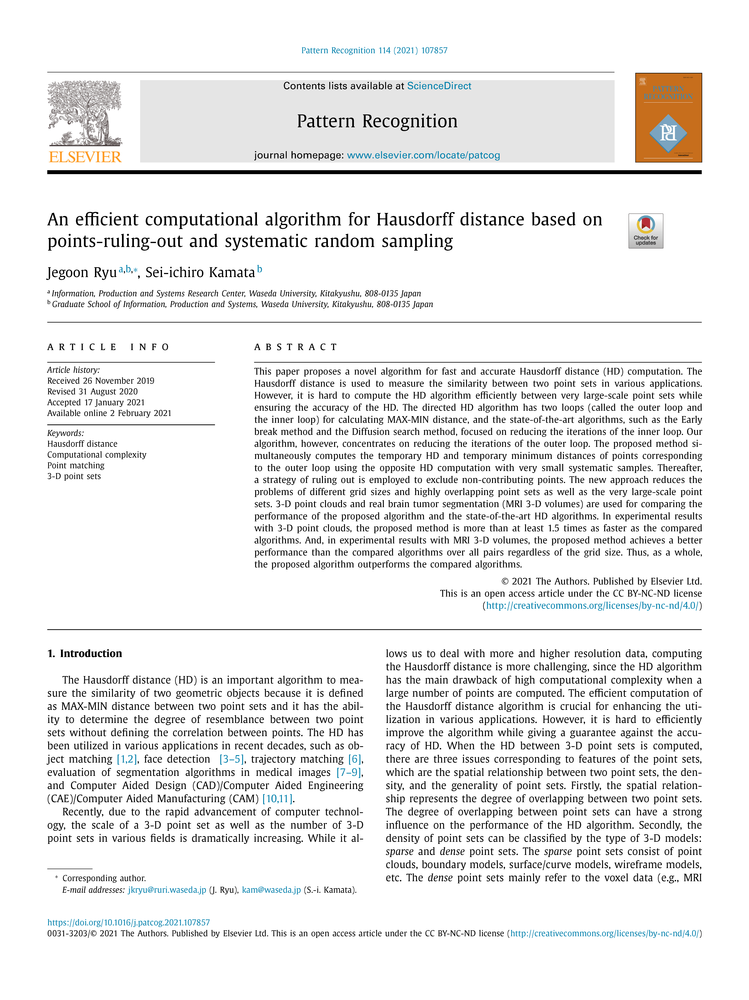 Pattern Recognition 114 (2021) 107857
Contents lists available at ScienceDirect
Pattern Recognition
journal homepage: www.elsevier.com/locate/patcog
NON SOLUS
ELSEVIER
PATTERN
RECOGNITION
An efficient computational algorithm for Hausdorff distance based on
points-ruling-out and systematic random sampling
Check for
updates
Jegoon Ryu a,b,*, Sei-ichiro Kamata b
a Information, Production and Systems Research Center, Waseda University, Kitakyushu, 808-0135 Japan
b Graduate School of Information, Production and Systems, Waseda University, Kitakyushu, 808-0135 Japan
ARTICLE INFO
Article history:
Received 26 November 2019
Revised 31 August 2020
Accepted 17 January 2021
Available online 2 February 2021
Keywords:
Hausdorff distance
Computational complexity
Point matching
3-D point sets
ABSTRACT
This paper proposes a novel algorithm for fast and accurate Hausdorff distance (HD) computation. The
Hausdorff distance is used to measure the similarity between two point sets in various applications.
However, it is hard to compute the HD algorithm efficiently between very large-scale point sets while
ensuring the accuracy of the HD. The directed HD algorithm has two loops (called the outer loop and
the inner loop) for calculating MAX-MIN distance, and the state-of-the-art algorithms, such as the Early
break method and the Diffusion search method, focused on reducing the iterations of the inner loop. Our
algorithm, however, concentrates on reducing the iterations of the outer loop. The proposed method si-
multaneously computes the temporary HD and temporary minimum distances of points corresponding
to the outer loop using the opposite HD computation with very small systematic samples. Thereafter,
a strategy of ruling out is employed to exclude non-contributing points. The new approach reduces the
problems of different grid sizes and highly overlapping point sets as well as the very large-scale point
sets. 3-D point clouds and real brain tumor segmentation (MRI 3-D volumes) are used for comparing the
performance of the proposed algorithm and the state-of-the-art HD algorithms. In experimental results
with 3-D point clouds, the proposed method is more than at least 1.5 times as faster as the compared
algorithms. And, in experimental results with MRI 3-D volumes, the proposed method achieves a better
performance than the compared algorithms over all pairs regardless of the grid size. Thus, as a whole,
the proposed algorithm outperforms the compared algorithms.
© 2021 The Authors. Published by Elsevier Ltd.
This is an open access article under the CC BY-NC-ND license
(http://creativecommons.org/licenses/by-nc-nd/4.0/)
1. Introduction
The Hausdorff distance (HD) is an important algorithm to mea-
sure the similarity of two geometric objects because it is defined
as MAX-MIN distance between two point sets and it has the abil-
ity to determine the degree of resemblance between two point
sets without defining the correlation between points. The HD has
been utilized in various applications in recent decades, such as ob-
ject matching [1,2], face detection [3–5], trajectory matching [6],
evaluation of segmentation algorithms in medical images [7–9],
and Computer Aided Design (CAD)/Computer Aided Engineering
(CAE)/Computer Aided Manufacturing (CAM) [10,11].
Recently, due to the rapid advancement of computer technol-
ogy, the scale of a 3-D point set as well as the number of 3-D
point sets in various fields is dramatically increasing. While it al-
lows us to deal with more and higher resolution data, computing
the Hausdorff distance is more challenging, since the HD algorithm
has the main drawback of high computational complexity when a
large number of points are computed. The efficient computation of
the Hausdorff distance algorithm is crucial for enhancing the uti-
lization in various applications. However, it is hard to efficiently
improve the algorithm while giving a guarantee against the accu-
racy of HD. When the HD between 3-D point sets is computed,
there are three issues corresponding to features of the point sets,
which are the spatial relationship between two point sets, the den-
sity, and the generality of point sets. Firstly, the spatial relation-
ship represents the degree of overlapping between two point sets.
The degree of overlapping between point sets can have a strong
influence on the performance of the HD algorithm. Secondly, the
density of point sets can be classified by the type of 3-D models:
sparse and dense point sets. The sparse point sets consist of point
clouds, boundary models, surface/curve models, wireframe models,
etc. The dense point sets mainly refer to the voxel data (e.g., MRI
* Corresponding author.
E-mail addresses: jkryu@ruri.waseda.jp (J. Ryu), kam@waseda.jp (S.-i. Kamata).
https://doi.org/10.1016/j.patcog.2021.107857
0031-3203/© 2021 The Authors. Published by Elsevier Ltd. This is an open access article under the CC BY-NC-ND license (http://creativecommons.org/licenses/by-nc-nd/4.0/)